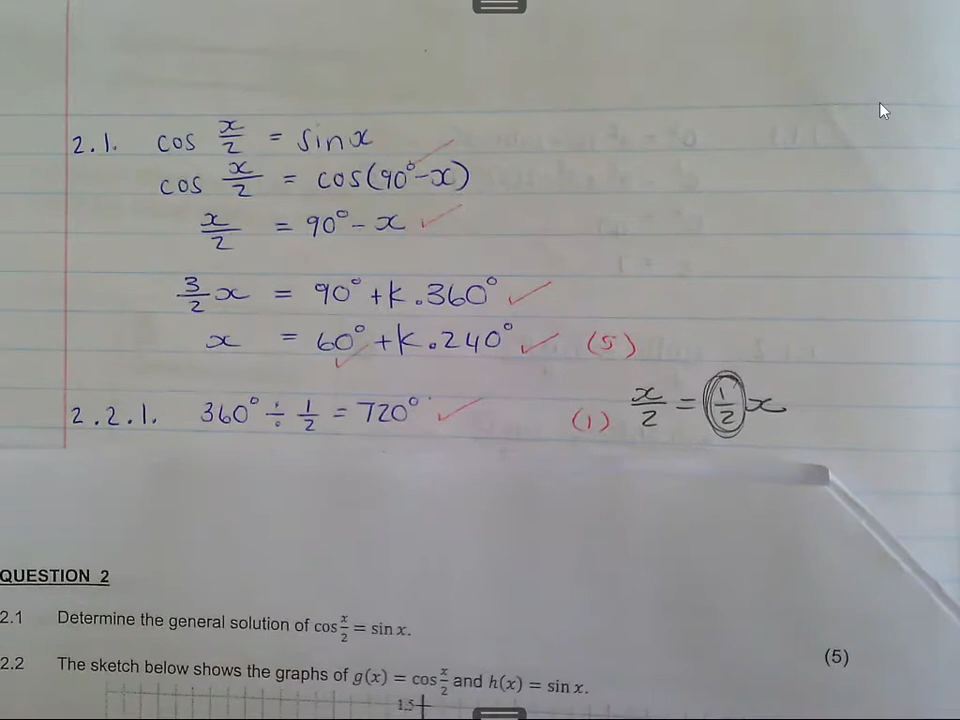 2.1. cos x/2 = sin x
cos x/2 = cos(90° - x)
x/2 = 90° - x
3/2 x = 90° + k.360°
x = 60° + k.240° (5)
2.2.1. 360° ÷ 1/2 = 720° (1) x/2 = 1/2 x
QUESTION 2
2.1 Determine the general solution of cos x/2 = sin x. (5)
2.2 The sketch below shows the graphs of g(x) = cos x/2 and h(x) = sin x.
1.5